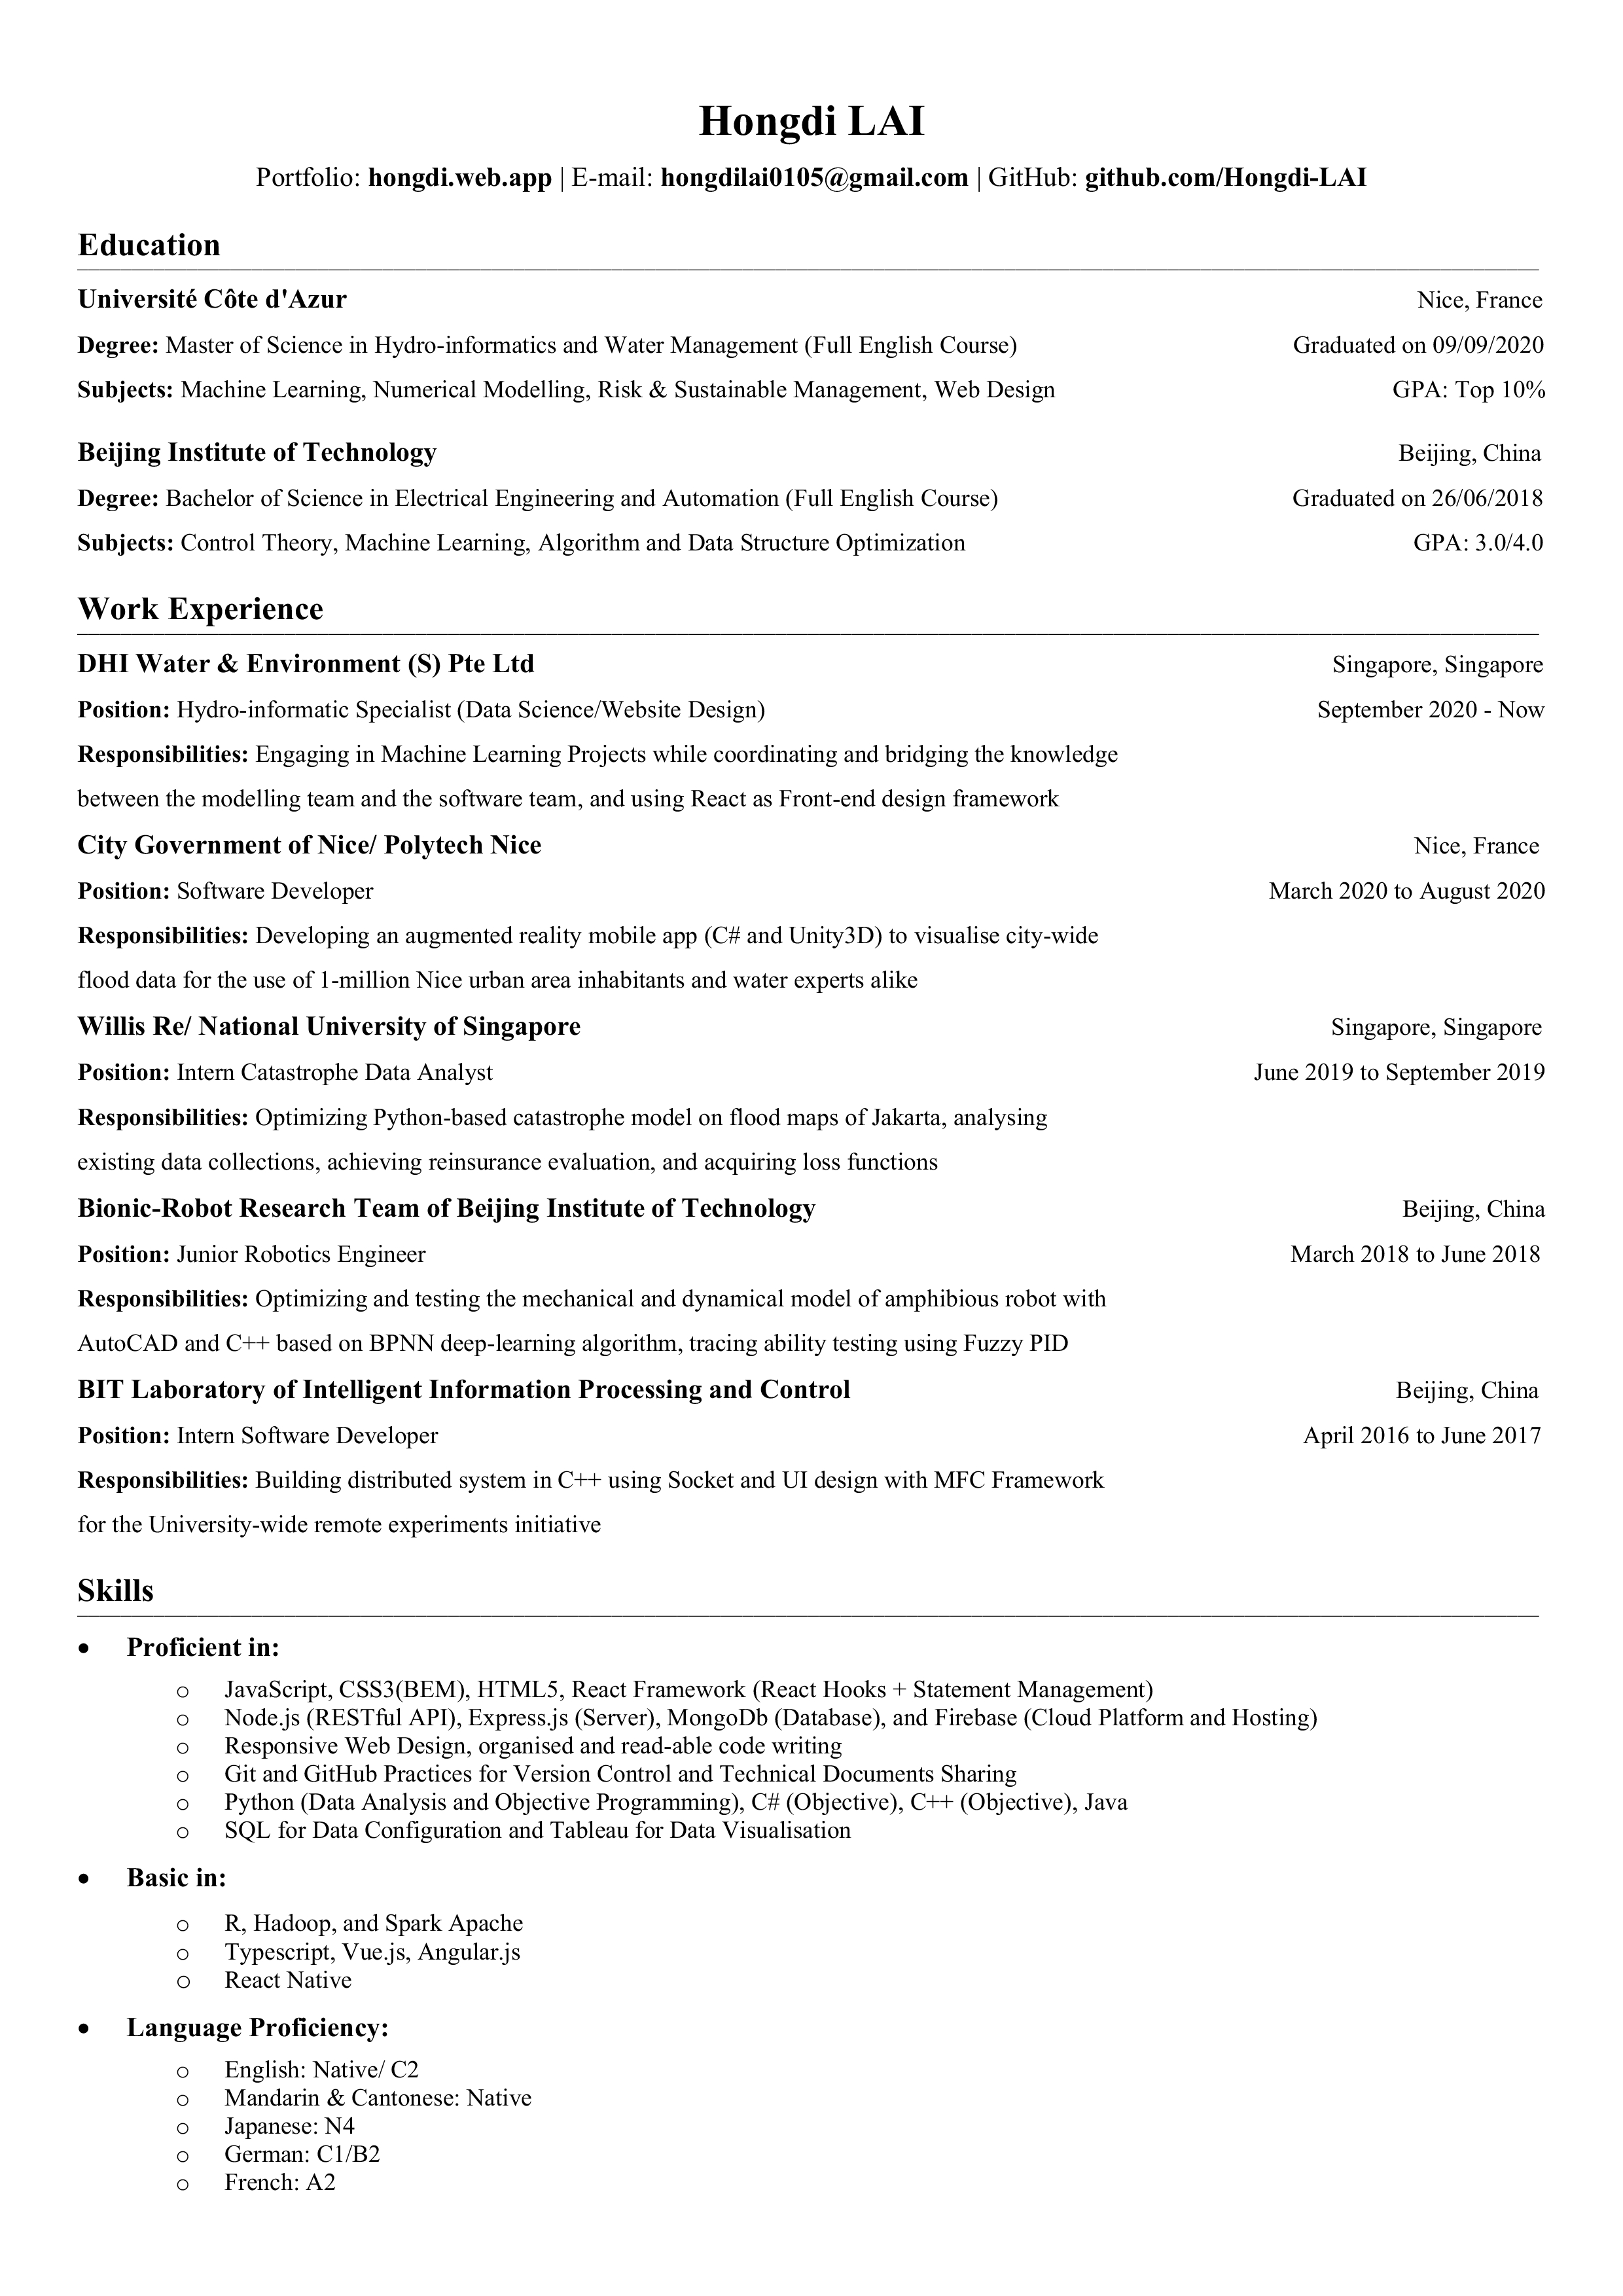 Hongdi LAI
Portfolio: hongdi.web.app | E-mail: hongdilai0105@gmail.com | GitHub: github.com/Hongdi-LAI
Education
Université Côte d'Azur Nice, France
Degree: Master of Science in Hydro-informatics and Water Management (Full English Course) Graduated on 09/09/2020
Subjects: Machine Learning, Numerical Modelling, Risk & Sustainable Management, Web Design GPA: Top 10%
Beijing Institute of Technology Beijing, China
Degree: Bachelor of Science in Electrical Engineering and Automation (Full English Course) Graduated on 26/06/2018
Subjects: Control Theory, Machine Learning, Algorithm and Data Structure Optimization GPA: 3.0/4.0
Work Experience
DHI Water & Environment (S) Pte Ltd Singapore, Singapore
Position: Hydro-informatic Specialist (Data Science/Website Design) September 2020 - Now
Responsibilities: Engaging in Machine Learning Projects while coordinating and bridging the knowledge
between the modelling team and the software team, and using React as Front-end design framework
City Government of Nice/ Polytech Nice Nice, France
Position: Software Developer March 2020 to August 2020
Responsibilities: Developing an augmented reality mobile app (C# and Unity3D) to visualise city-wide
flood data for the use of 1-million Nice urban area inhabitants and water experts alike
Willis Re/ National University of Singapore Singapore, Singapore
Position: Intern Catastrophe Data Analyst June 2019 to September 2019
Responsibilities: Optimizing Python-based catastrophe model on flood maps of Jakarta, analysing
existing data collections, achieving reinsurance evaluation, and acquiring loss functions
Bionic-Robot Research Team of Beijing Institute of Technology Beijing, China
Position: Junior Robotics Engineer March 2018 to June 2018
Responsibilities: Optimizing and testing the mechanical and dynamical model of amphibious robot with
AutoCAD and C++ based on BPNN deep-learning algorithm, tracing ability testing using Fuzzy PID
BIT Laboratory of Intelligent Information Processing and Control Beijing, China
Position: Intern Software Developer April 2016 to June 2017
Responsibilities: Building distributed system in C++ using Socket and UI design with MFC Framework
for the University-wide remote experiments initiative
Skills
• Proficient in:
o JavaScript, CSS3(BEM), HTML5, React Framework (React Hooks + Statement Management)
o Node.js (RESTful API), Express.js (Server), MongoDb (Database), and Firebase (Cloud Platform and Hosting)
o Responsive Web Design, organised and read-able code writing
o Git and GitHub Practices for Version Control and Technical Documents Sharing
o Python (Data Analysis and Objective Programming), C# (Objective), C++ (Objective), Java
o SQL for Data Configuration and Tableau for Data Visualisation
• Basic in:
o R, Hadoop, and Spark Apache
o Typescript, Vue.js, Angular.js
o React Native
• Language Proficiency:
o English: Native/ C2
o Mandarin & Cantonese: Native
o Japanese: N4
o German: C1/B2
o French: A2